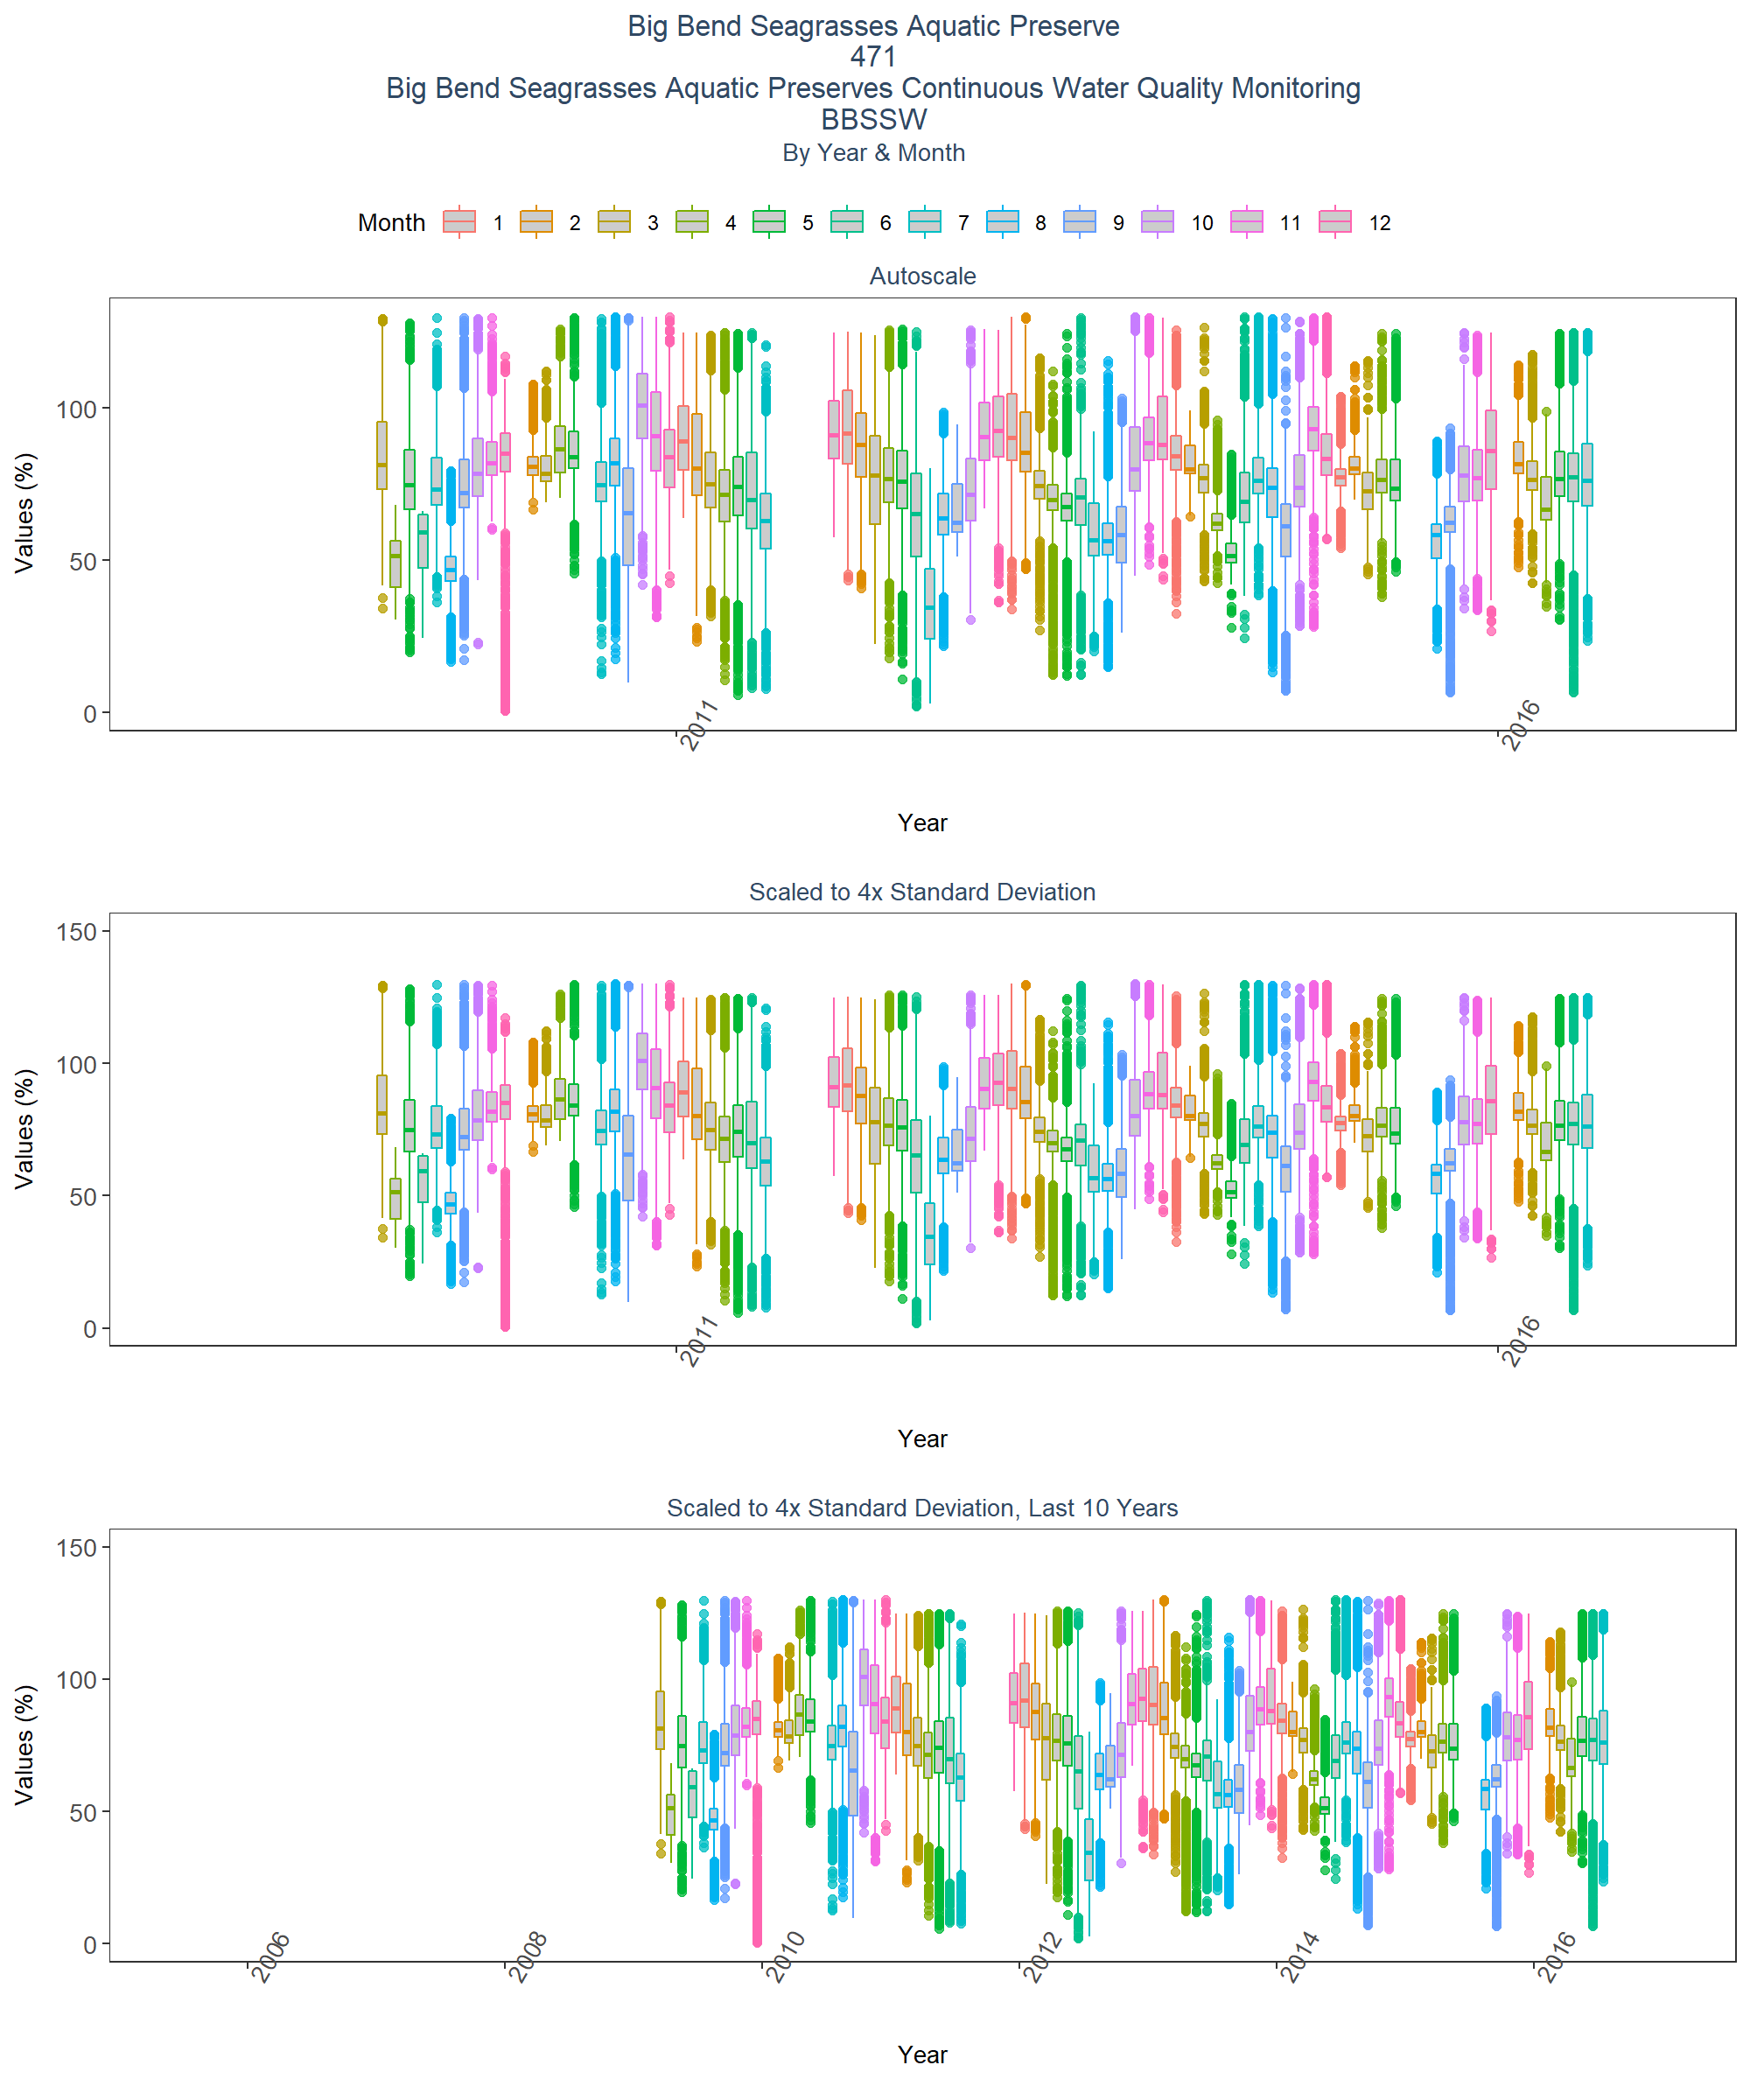 Big Bend Seagrasses Aquatic Preserve
471
Big Bend Seagrasses Aquatic Preserves Continuous Water Quality Monitoring
BBSSW
By Year & Month
Month 1 2 3 4 5 6 7 8 9 10 11 12
Autoscale
Values (%)
100
50
0
2011 2016
Year
Scaled to 4x Standard Deviation
Values (%)
150
100
50
0
2011 2016
Year
Scaled to 4x Standard Deviation, Last 10 Years
Values (%)
150
100
50
0
2006 2008 2010 2012 2014 2016
Year